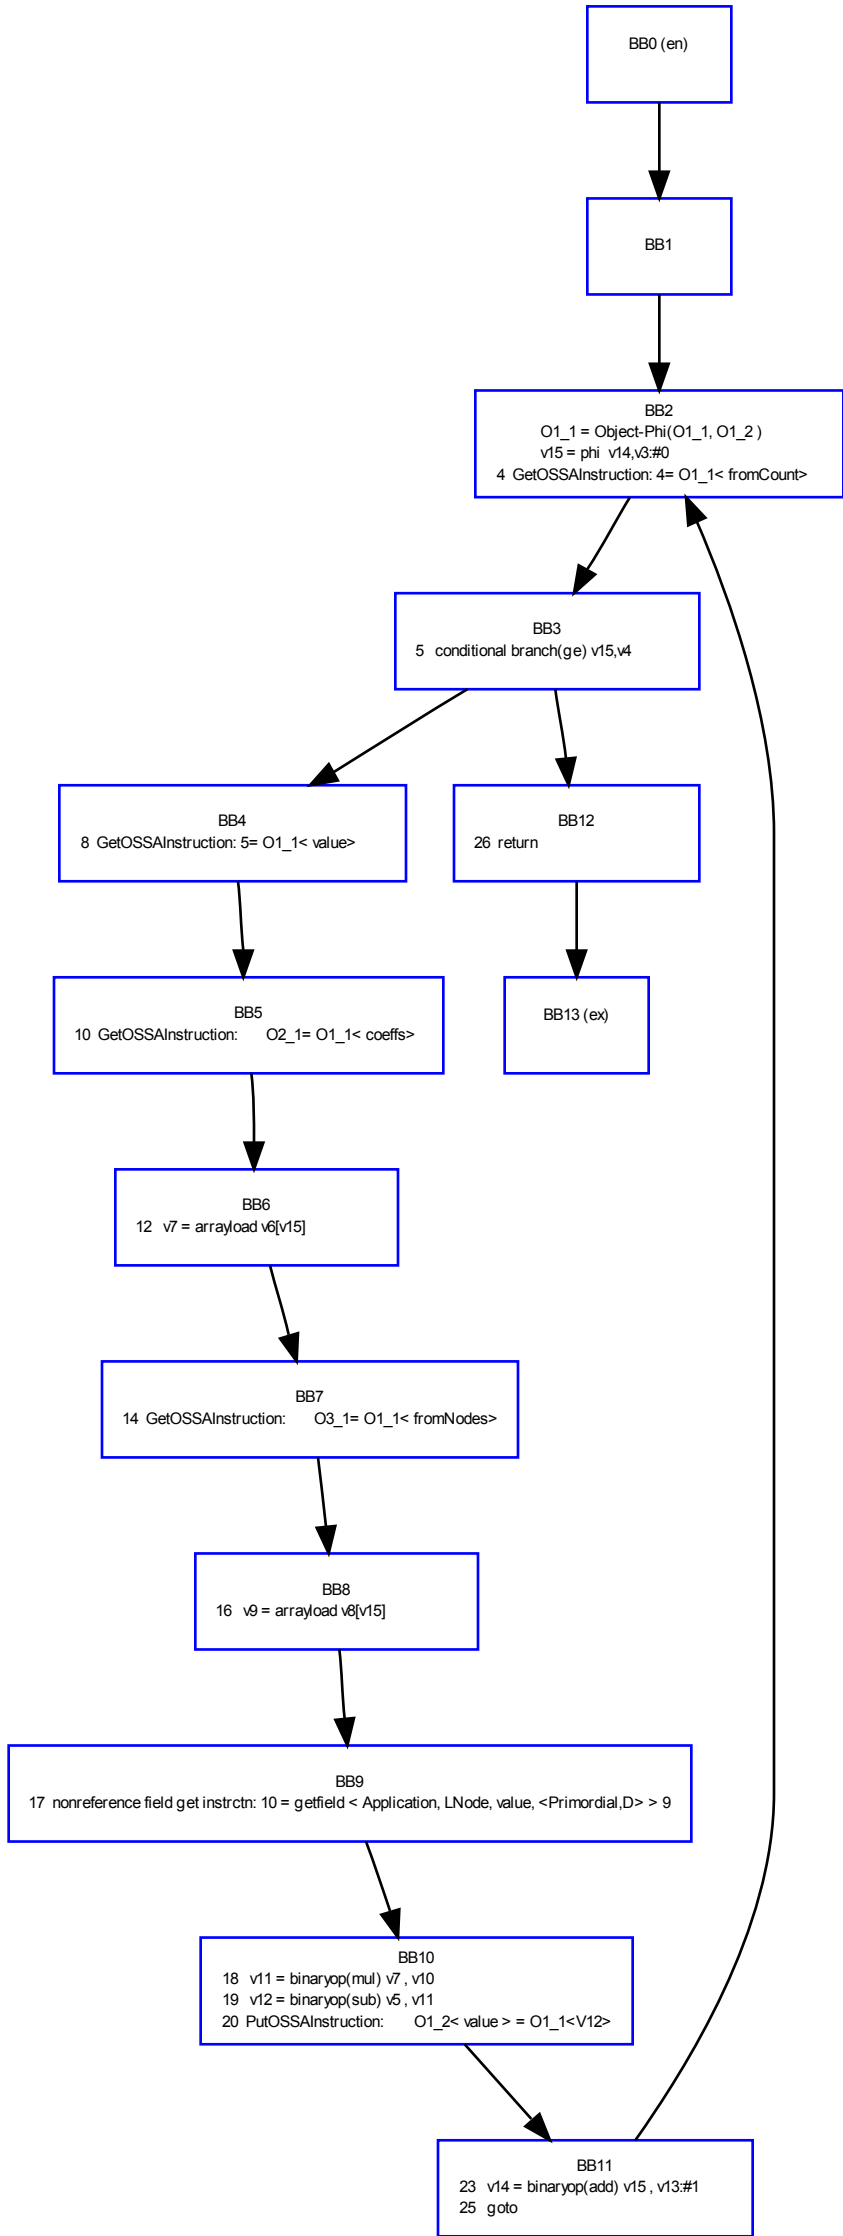 BB0 (en)
BB1
BB2
O1_1 = Object-Phi(O1_1, O1_2 )
v15 = phi v14,v3:#0
4 GetOSSAInstruction: 4= O1_1< fromCount>
BB3
5 conditional branch(ge) v15,v4
BB4
8 GetOSSAInstruction: 5= O1_1< value>
BB12
26 return
BB5
10 GetOSSAInstruction: O2_1= O1_1< coeffs>
BB13 (ex)
BB6
12 v7 = arrayload v6[v15]
BB7
14 GetOSSAInstruction: O3_1= O1_1< fromNodes>
BB8
16 v9 = arrayload v8[v15]
BB9
17 nonreference field get instrctn: 10 = getfield < Application, LNode, value, <Primordial,D> > 9
BB10
18 v11 = binaryop(mul) v7 , v10
19 v12 = binaryop(sub) v5 , v11
20 PutOSSAInstruction: O1_2< value > = O1_1<V12>
BB11
23 v14 = binaryop(add) v15 , v13:#1
25 goto